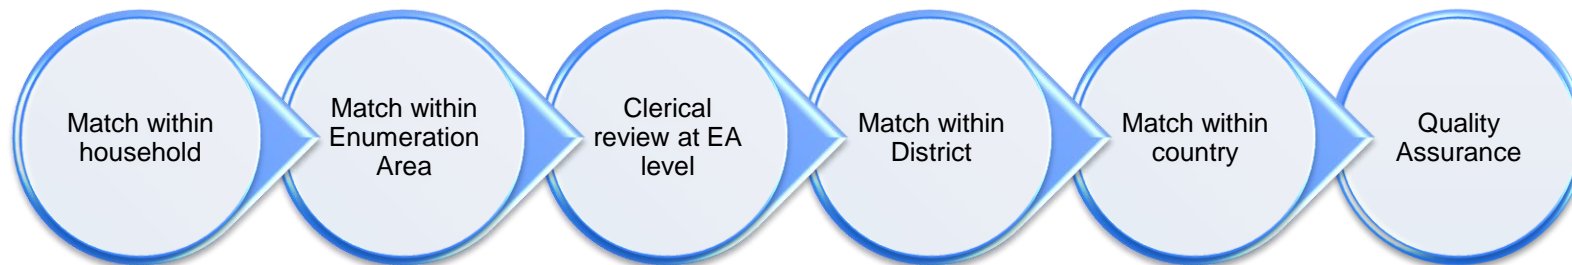 Match within
household
Match within
Enumeration
Area
Clerical
review at EA
level
Match within
District
Match within
country
Quality
Assurance